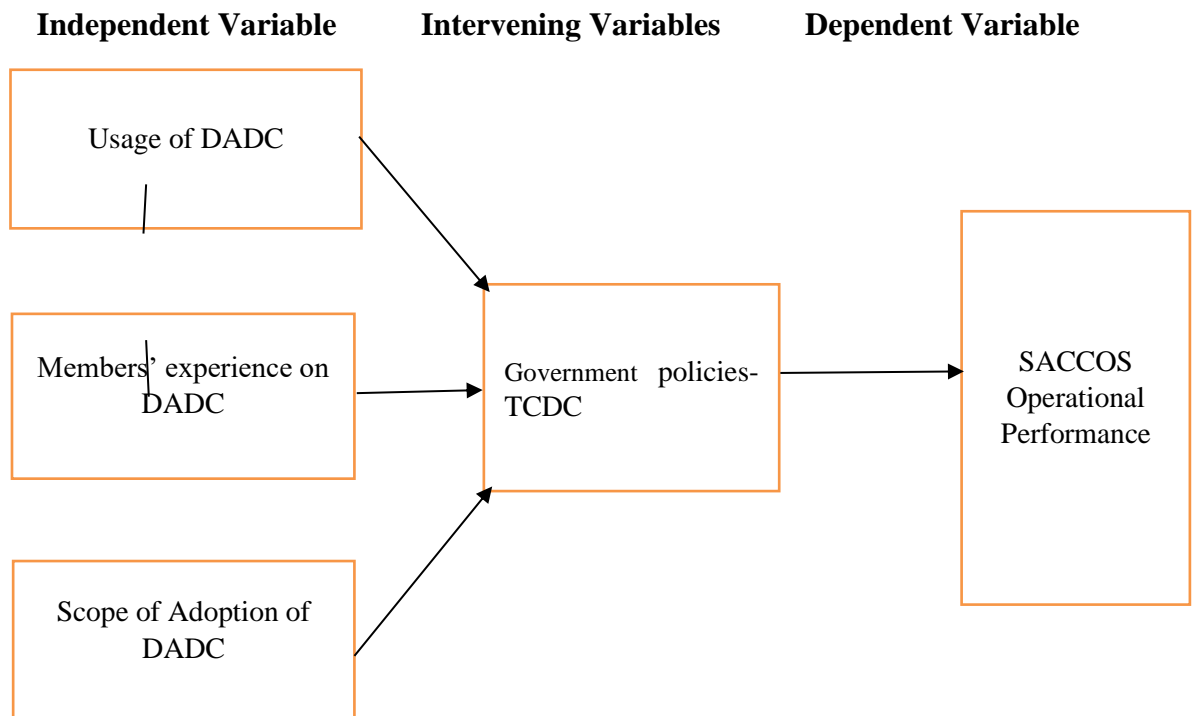 Independent Variable Intervening Variables Dependent Variable
Usage of DADC
Members’ experience on
DADC
Government policies-
TCDC
SACCOS
Operational
Performance
Scope of Adoption of
DADC